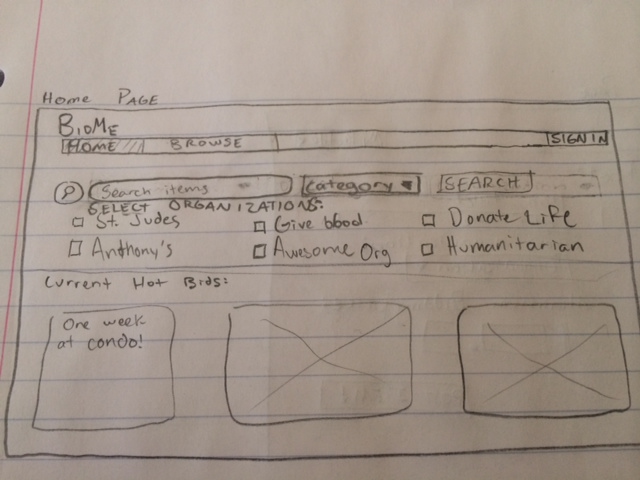 Home PAGE
BidMe
HOME BROWSE SIGN IN
Search items Category SEARCH
SELECT ORGANIZATIONS:
St. Judes Give blood Donate Life
Anthony's Awesome Org Humanitarian
Current Hot Bids:
One week
at condo!